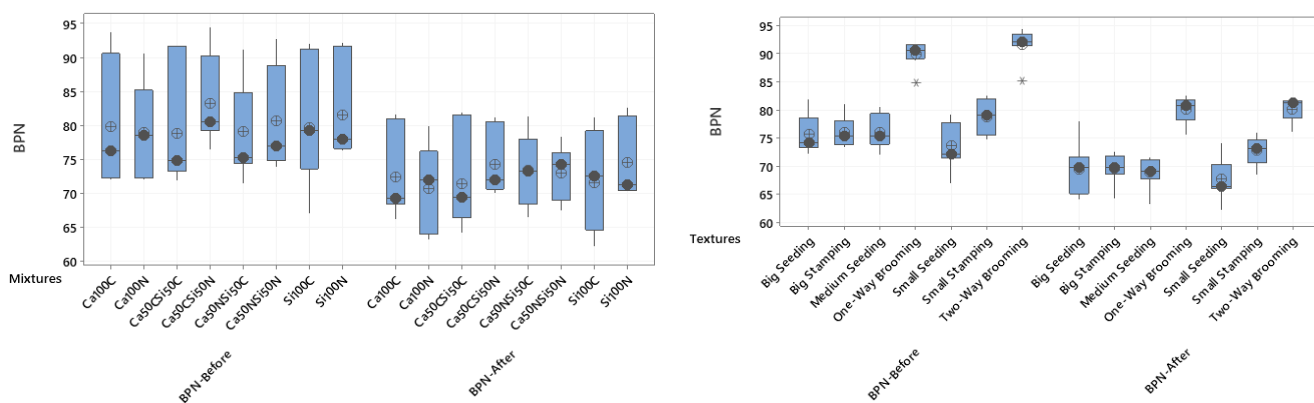 95
90
85
80
75
70
65
60
BPN
Mixtures
Ca100C
Ca100N
Ca50CSi50C
Ca50CSi50N
Ca50NSi50C
Ca50NSi50N
Si100C
Si100N
Ca100C
Ca100N
Ca50CSi50C
Ca50CSi50N
Ca50NSi50C
Ca50NSi50N
Si100C
Si100N
BPN-Before
BPN-After
95
90
85
80
75
70
65
60
BPN
Textures
Big Seeding
Big Stamping
Medium Seeding
One-Way Brooming
Small Seeding
Small Stamping
Two-Way Brooming
Big Seeding
Big Stamping
Medium Seeding
One-Way Brooming
Small Seeding
Small Stamping
Two-Way Brooming
BPN-Before
BPN-After